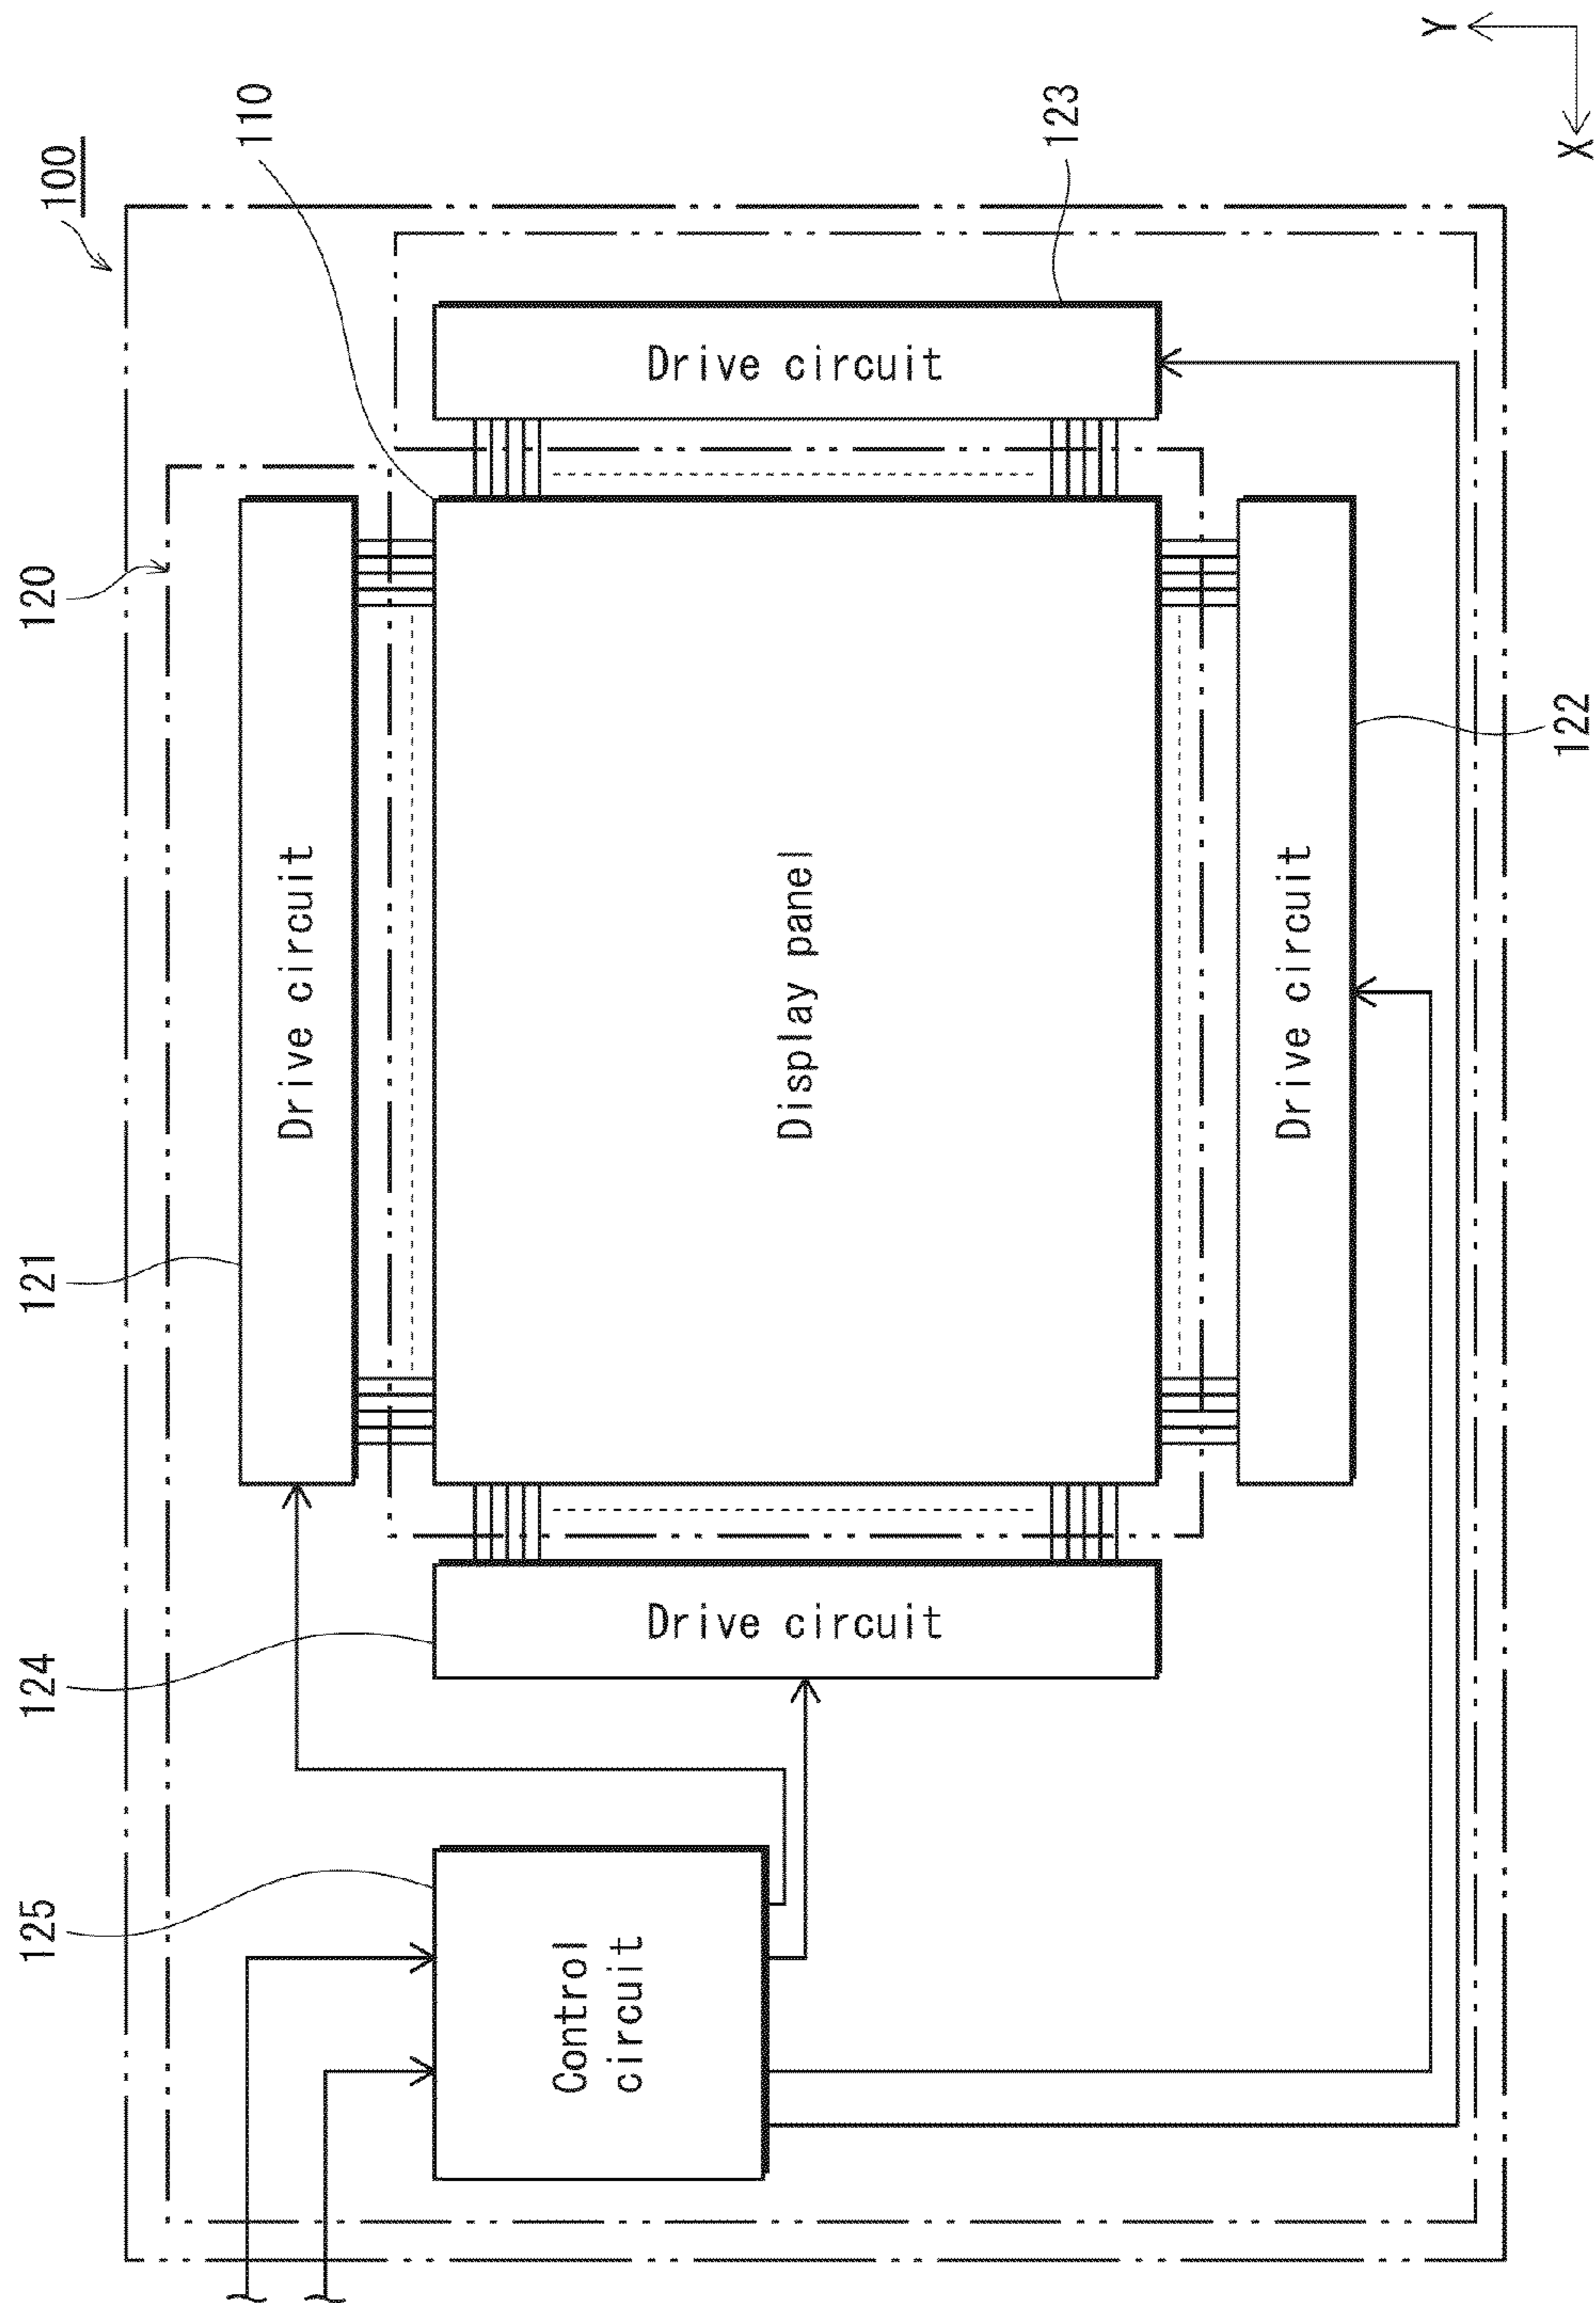 100
120
121
124
125
110
Drive circuit
Drive circuit
Display panel
Drive circuit
Drive circuit
Control
circuit
123
122
Y
X